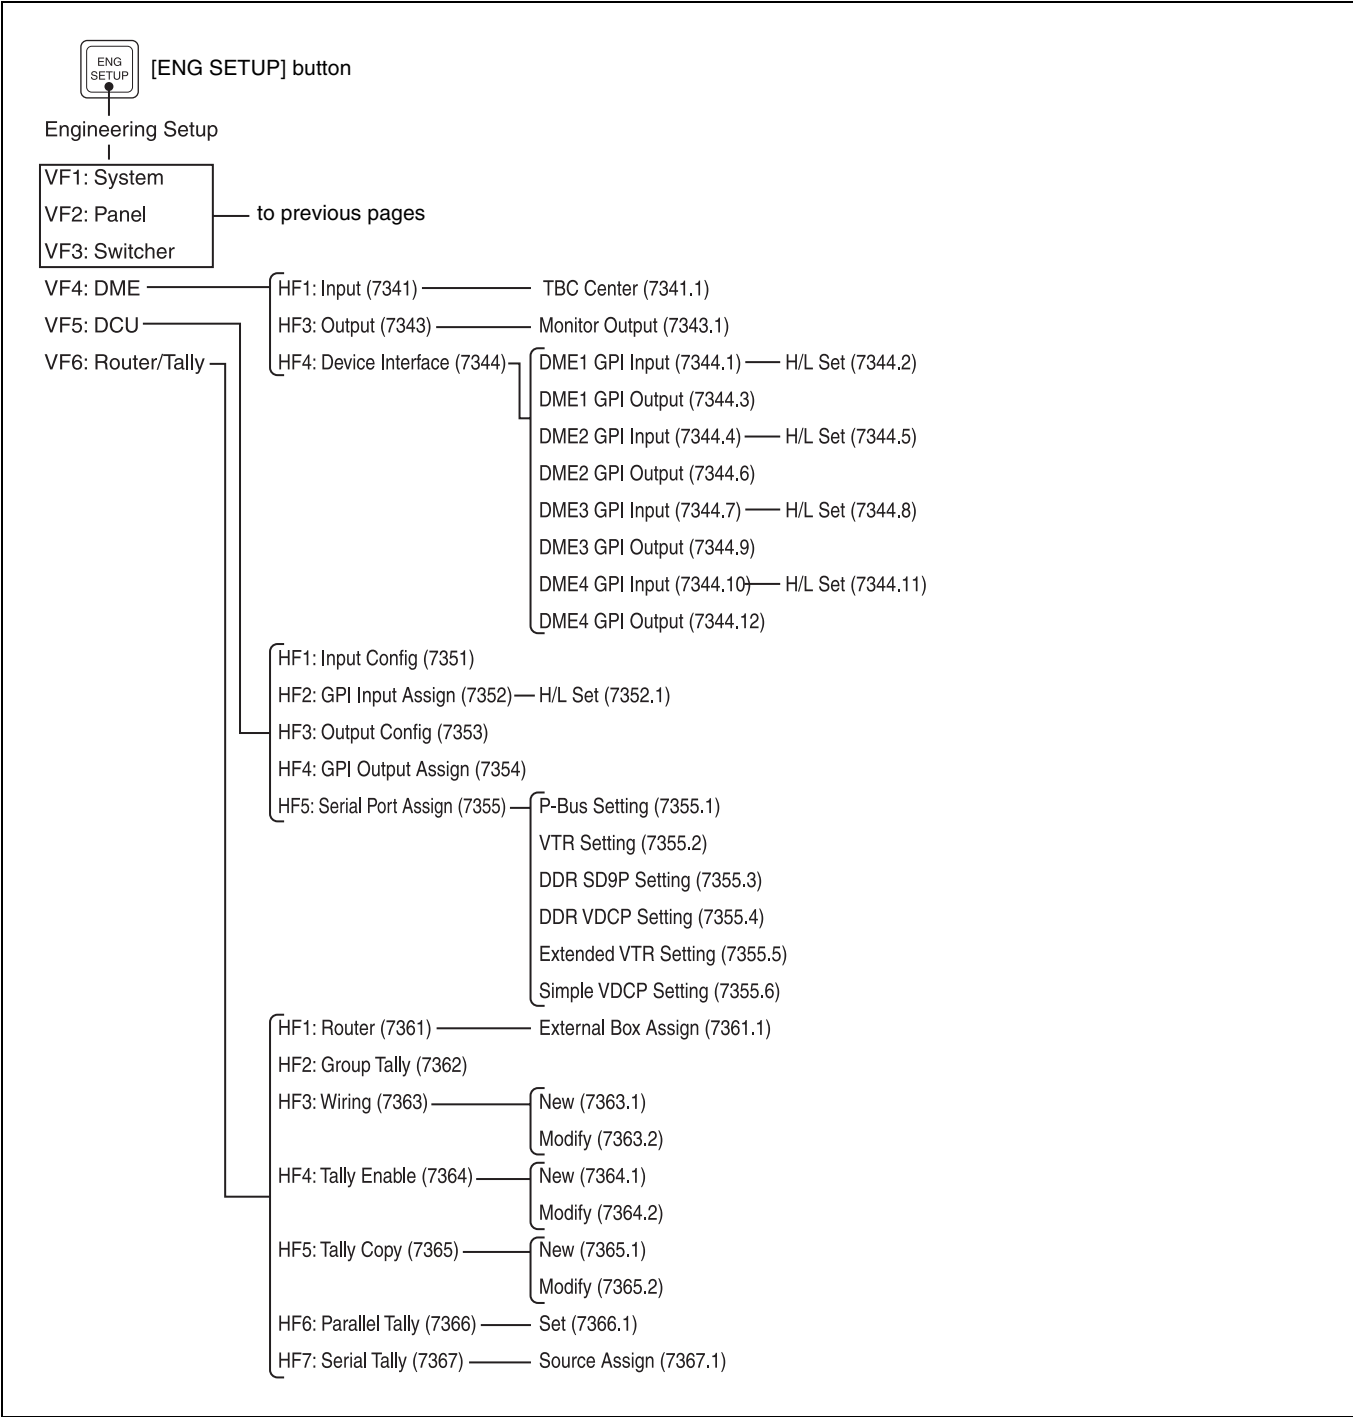 ENG
SETUP
[ENG SETUP] button
Engineering Setup
VF1: System
VF2: Panel
to previous pages
VF3: Switcher
VF4: DME
HF1: Input (7341)
TBC Center (7341.1)
VF5: DCU
HF3: Output (7343)
Monitor Output (7343.1)
VF6: Router/Tally
HF4: Device Interface (7344)
DME1 GPI Input (7344.1)
H/L Set (7344.2)
DME1 GPI Output (7344.3)
DME2 GPI Input (7344.4)
H/L Set (7344.5)
DME2 GPI Output (7344.6)
DME3 GPI Input (7344.7)
H/L Set (7344.8)
DME3 GPI Output (7344.9)
DME4 GPI Input (7344.10)
H/L Set (7344.11)
DME4 GPI Output (7344.12)
HF1: Input Config (7351)
HF2: GPI Input Assign (7352)
H/L Set (7352.1)
HF3: Output Config (7353)
HF4: GPI Output Assign (7354)
HF5: Serial Port Assign (7355)
P-Bus Setting (7355.1)
VTR Setting (7355.2)
DDR SD9P Setting (7355.3)
DDR VDCP Setting (7355.4)
Extended VTR Setting (7355.5)
Simple VDCP Setting (7355.6)
HF1: Router (7361)
External Box Assign (7361.1)
HF2: Group Tally (7362)
HF3: Wiring (7363)
New (7363.1)
Modify (7363.2)
HF4: Tally Enable (7364)
New (7364.1)
Modify (7364.2)
HF5: Tally Copy (7365)
New (7365.1)
Modify (7365.2)
HF6: Parallel Tally (7366)
Set (7366.1)
HF7: Serial Tally (7367)
Source Assign (7367.1)